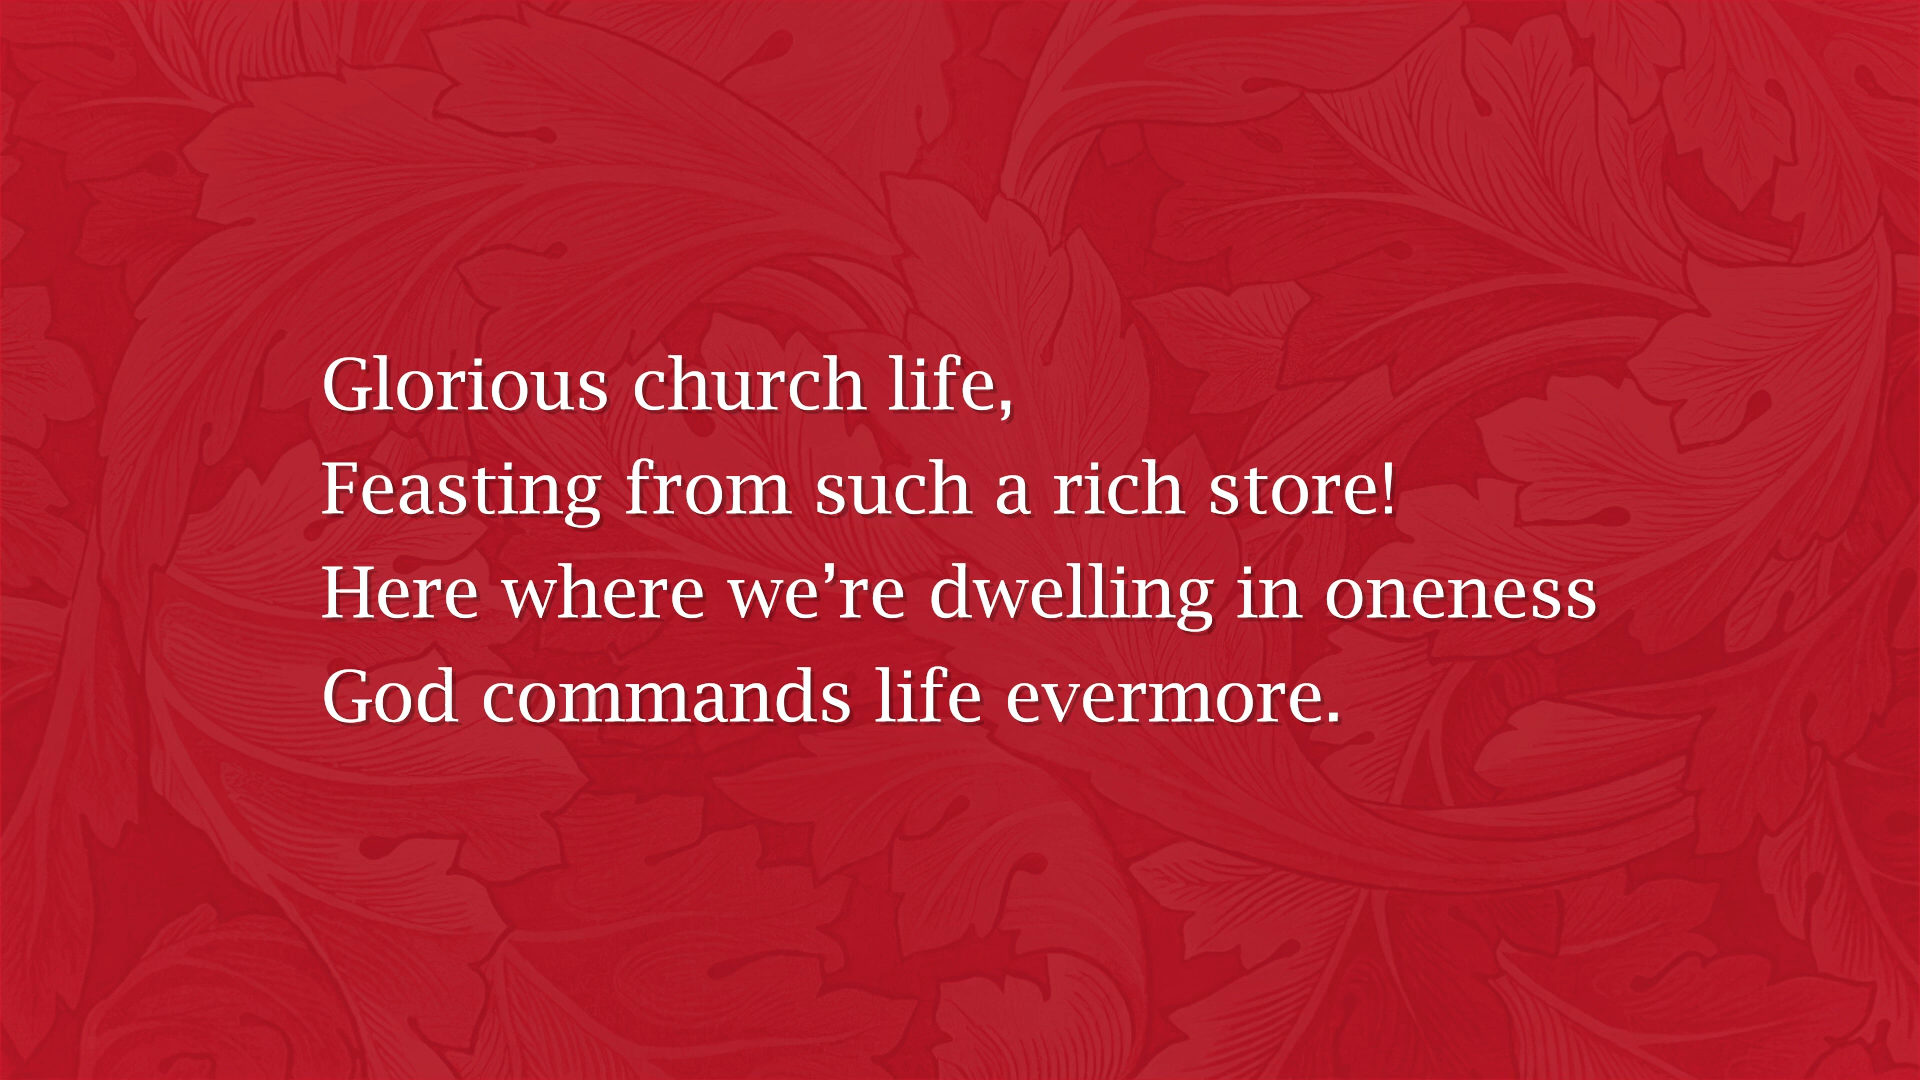 Glorious church life,
Feasting from such a rich store!
Here where we’re dwelling in oneness
God commands life evermore.